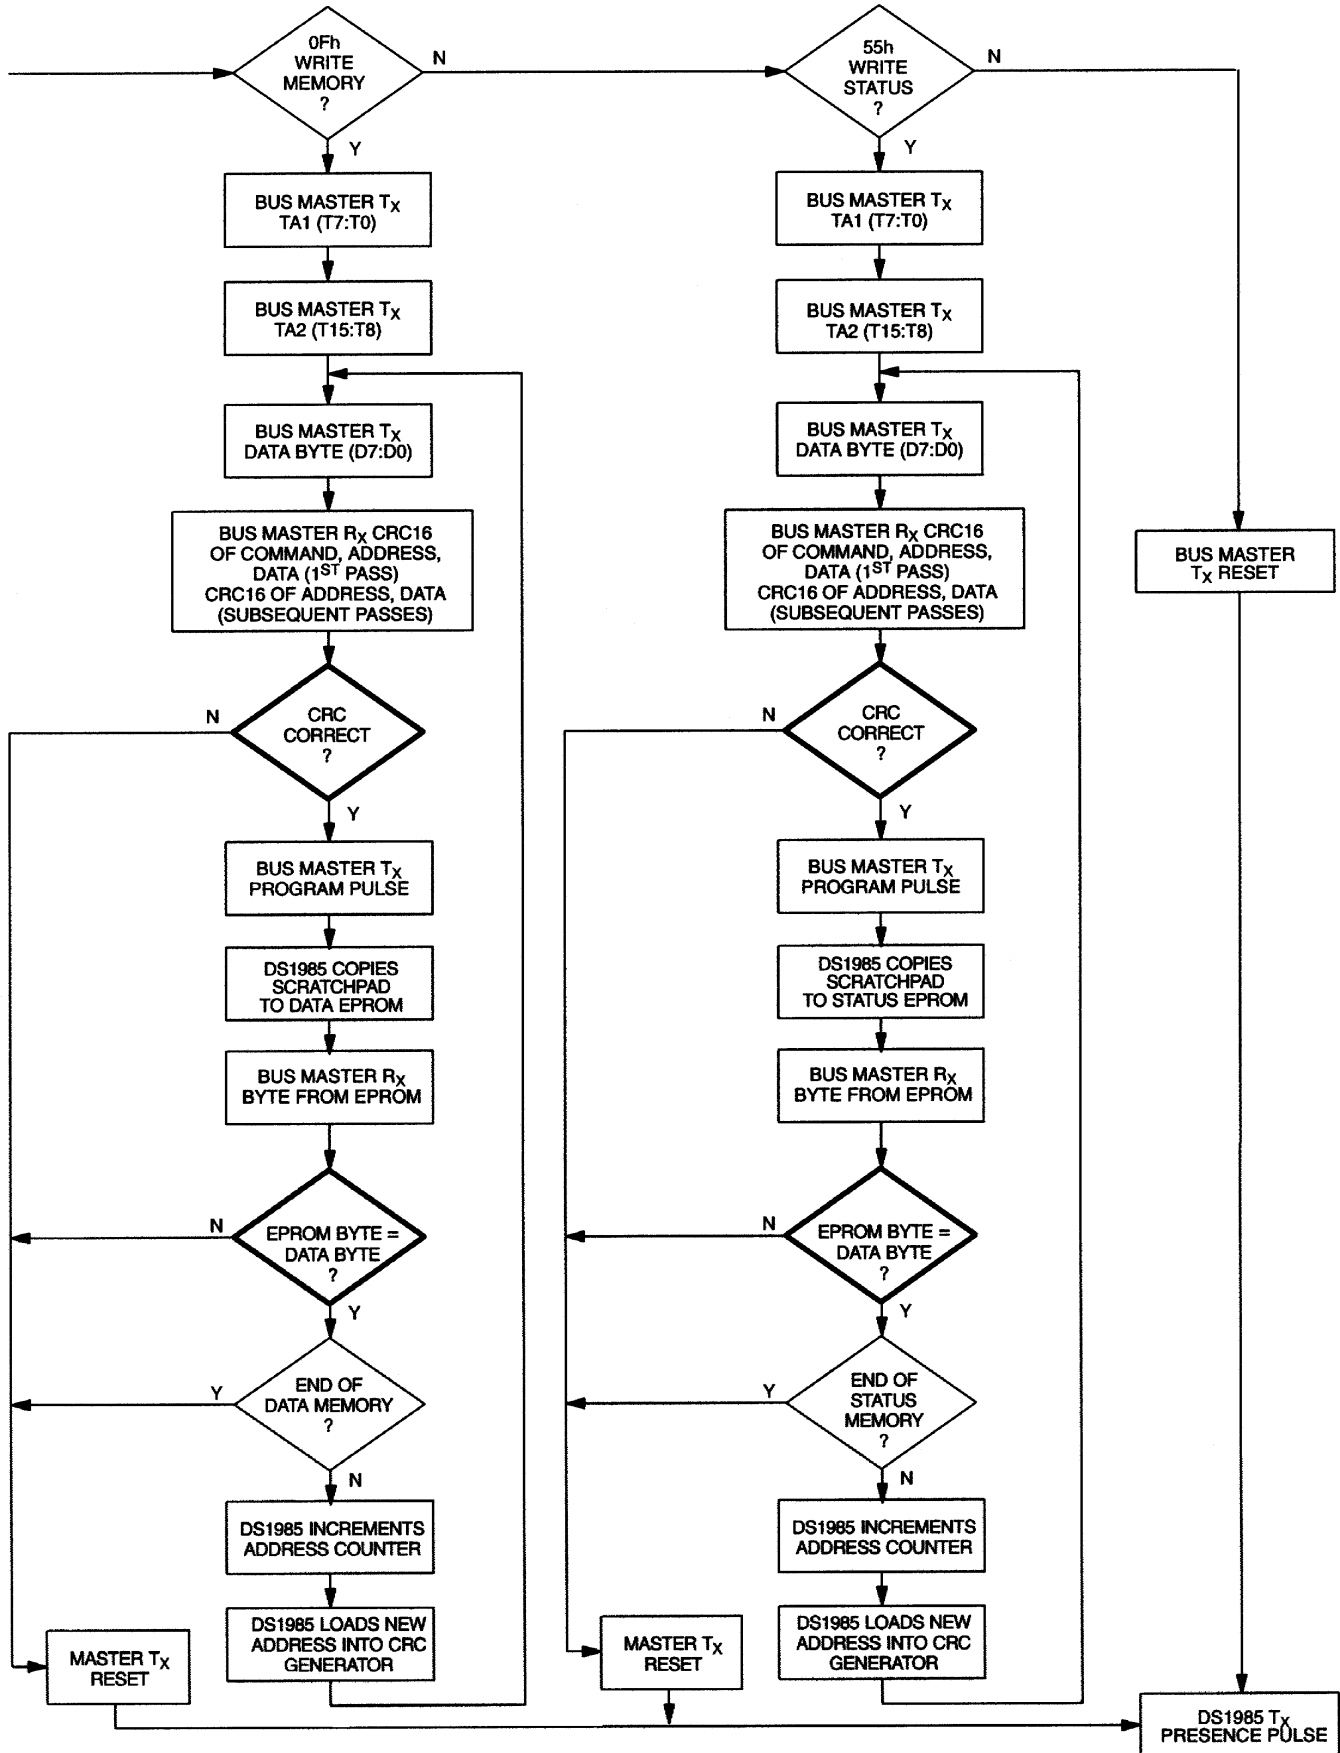 0Fh
WRITE
MEMORY
?
N
Y
BUS MASTER TX
TA1 (T7:T0)
BUS MASTER TX
TA2 (T15:T8)
BUS MASTER TX
DATA BYTE (D7:D0)
BUS MASTER RX CRC16
OF COMMAND, ADDRESS,
DATA (1ST PASS)
CRC16 OF ADDRESS, DATA
(SUBSEQUENT PASSES)
N
CRC
CORRECT
?
Y
BUS MASTER TX
PROGRAM PULSE
DS1985 COPIES
SCRATCHPAD
TO DATA EPROM
BUS MASTER RX
BYTE FROM EPROM
N
EPROM BYTE =
DATA BYTE
?
Y
Y
END OF
DATA MEMORY
?
N
DS1985 INCREMENTS
ADDRESS COUNTER
DS1985 LOADS NEW
ADDRESS INTO CRC
GENERATOR
MASTER TX
RESET
55h
WRITE
STATUS
?
N
Y
BUS MASTER TX
TA1 (T7:T0)
BUS MASTER TX
TA2 (T15:T8)
BUS MASTER TX
DATA BYTE (D7:D0)
BUS MASTER RX CRC16
OF COMMAND, ADDRESS,
DATA (1ST PASS)
CRC16 OF ADDRESS, DATA
(SUBSEQUENT PASSES)
N
CRC
CORRECT
?
Y
BUS MASTER TX
PROGRAM PULSE
DS1985 COPIES
SCRATCHPAD
TO STATUS EPROM
BUS MASTER RX
BYTE FROM EPROM
N
EPROM BYTE =
DATA BYTE
?
Y
Y
END OF
STATUS
MEMORY
?
N
DS1985 INCREMENTS
ADDRESS COUNTER
DS1985 LOADS NEW
ADDRESS INTO CRC
GENERATOR
MASTER TX
RESET
BUS MASTER
TX RESET
DS1985 TX
PRESENCE PULSE